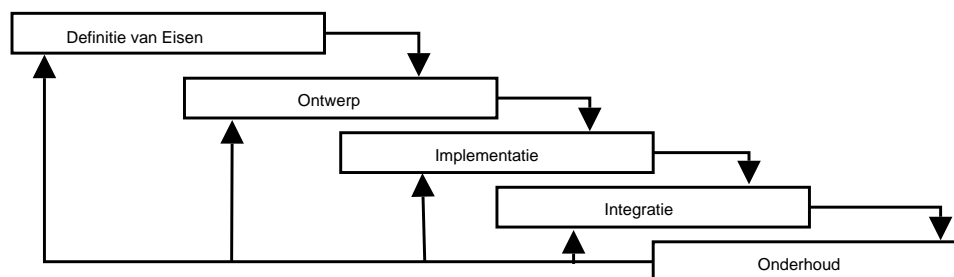 Definitie van Eisen
Ontwerp
Implementatie
Integratie
Onderhoud